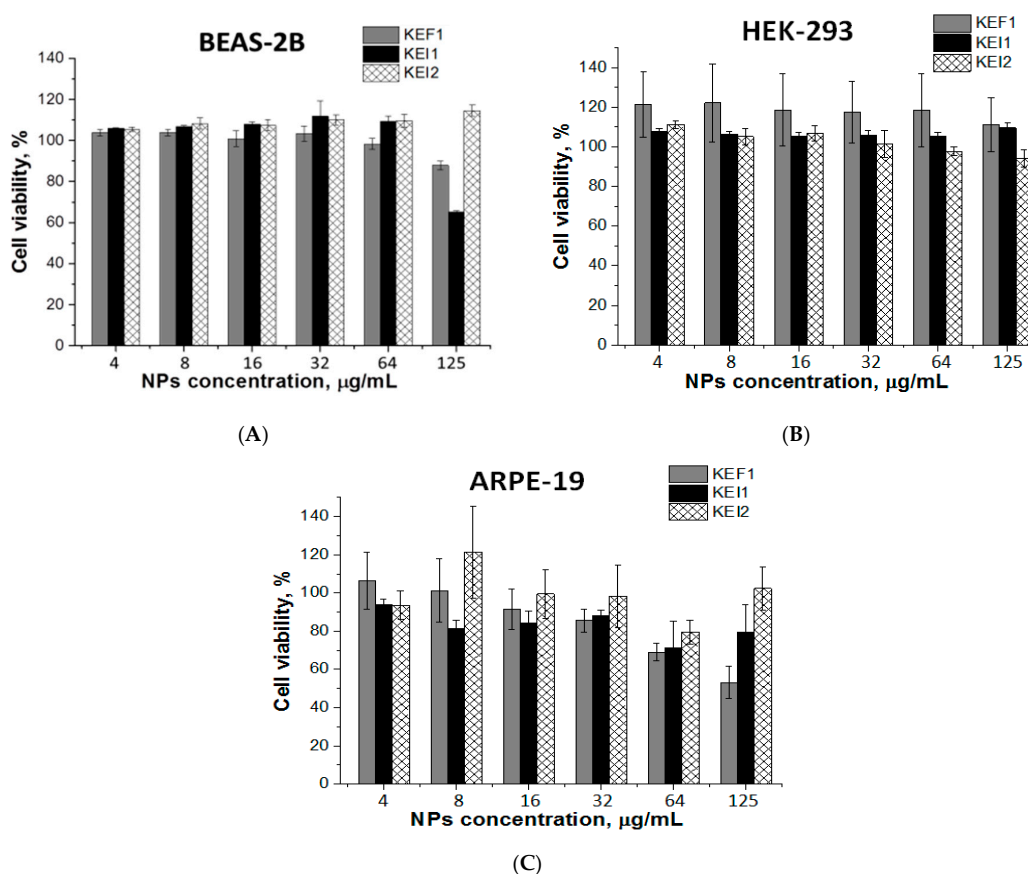 BEAS-2B
KEF1
KEI1
KEI2
140
120
100
80
60
40
20
0
Cell viability, %
4 8 16 32 64 125
NPs concentration, µg/mL
(A)
HEK-293
KEF1
KEI1
KEI2
140
120
100
80
60
40
20
0
Cell viability, %
4 8 16 32 64 125
NPs concentration, µg/mL
(B)
ARPE-19
KEF1
KEI1
KEI2
140
120
100
80
60
40
20
0
Cell viability, %
4 8 16 32 64 125
NPs concentration, µg/mL
(C)